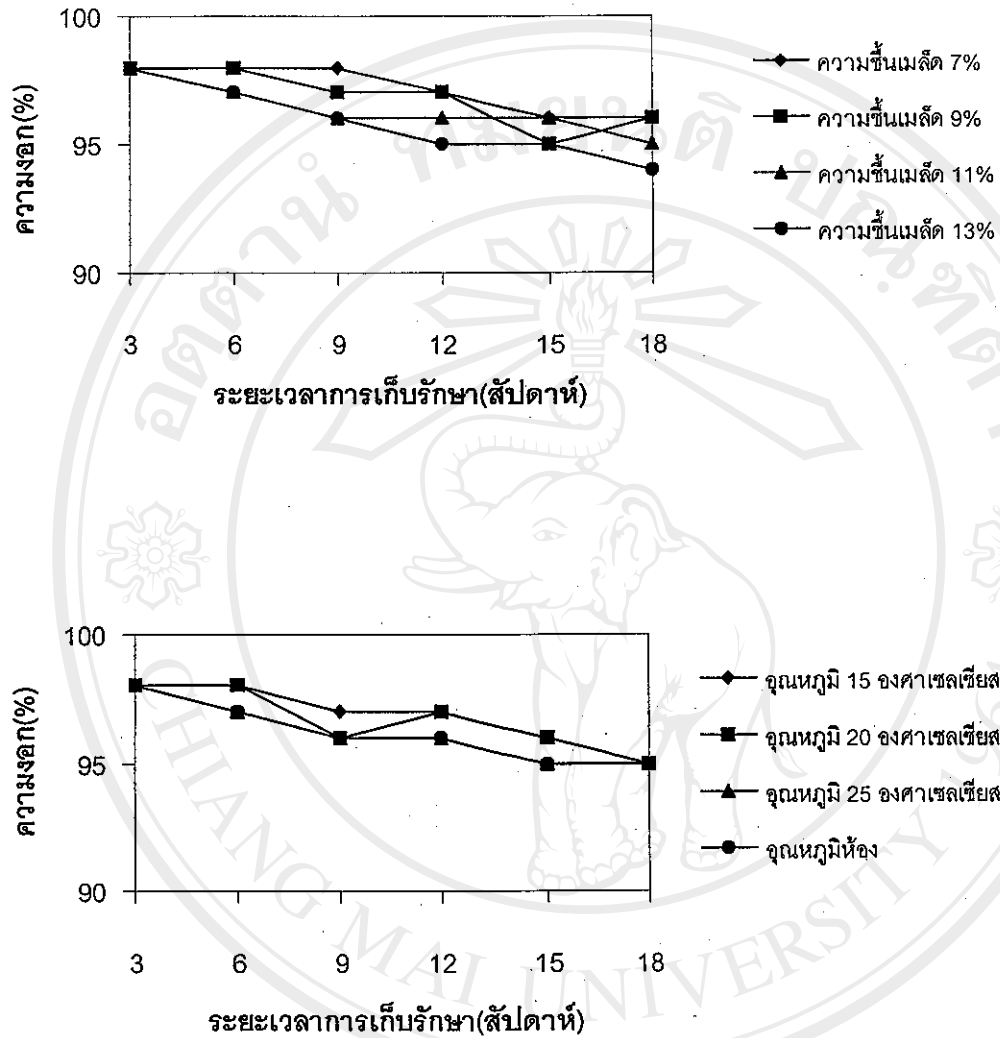 100
95
90
ความงอก(%)
3 6 9 12 15 18
ระยะเวลาการเก็บรักษา(สัปดาห์)
ความชื้นเมล็ด 7%
ความชื้นเมล็ด 9%
ความชื้นเมล็ด 11%
ความชื้นเมล็ด 13%
100
95
90
ความงอก(%)
3 6 9 12 15 18
ระยะเวลาการเก็บรักษา(สัปดาห์)
อุณหภูมิ 15 องศาเซลเซียส
อุณหภูมิ 20 องศาเซลเซียส
อุณหภูมิ 25 องศาเซลเซียส
อุณหภูมิห้อง
CHIANG MAI UNIVERSITY